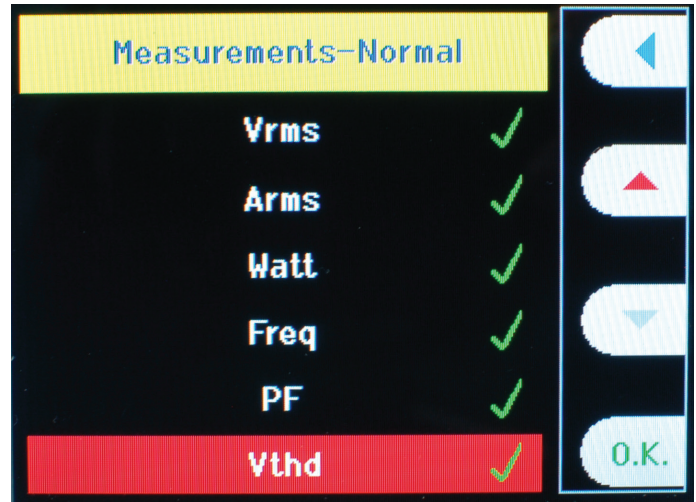 Measurements-Normal
Vrms
Arms
Watt
Freq
PF
Vthd
O.K.